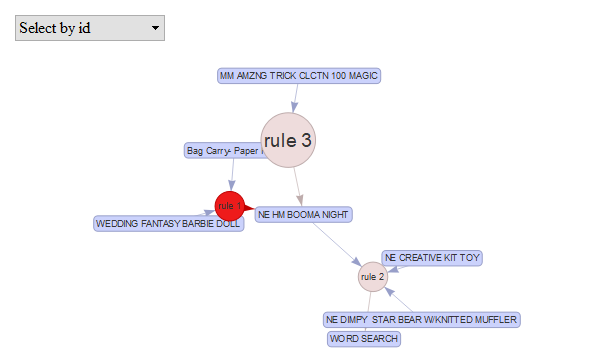 Select by id
MM AMZNG TRICK CLCTN 100 MAGIC
rule 3
Bag Carry- Paper
rule 1
NE HM BOOMA NIGHT
WEDDING FANTASY BARBIE DOLL
NE CREATIVE KIT TOY
rule 2
NE DIMPY STAR BEAR W/KNITTED MUFFLER
WORD SEARCH